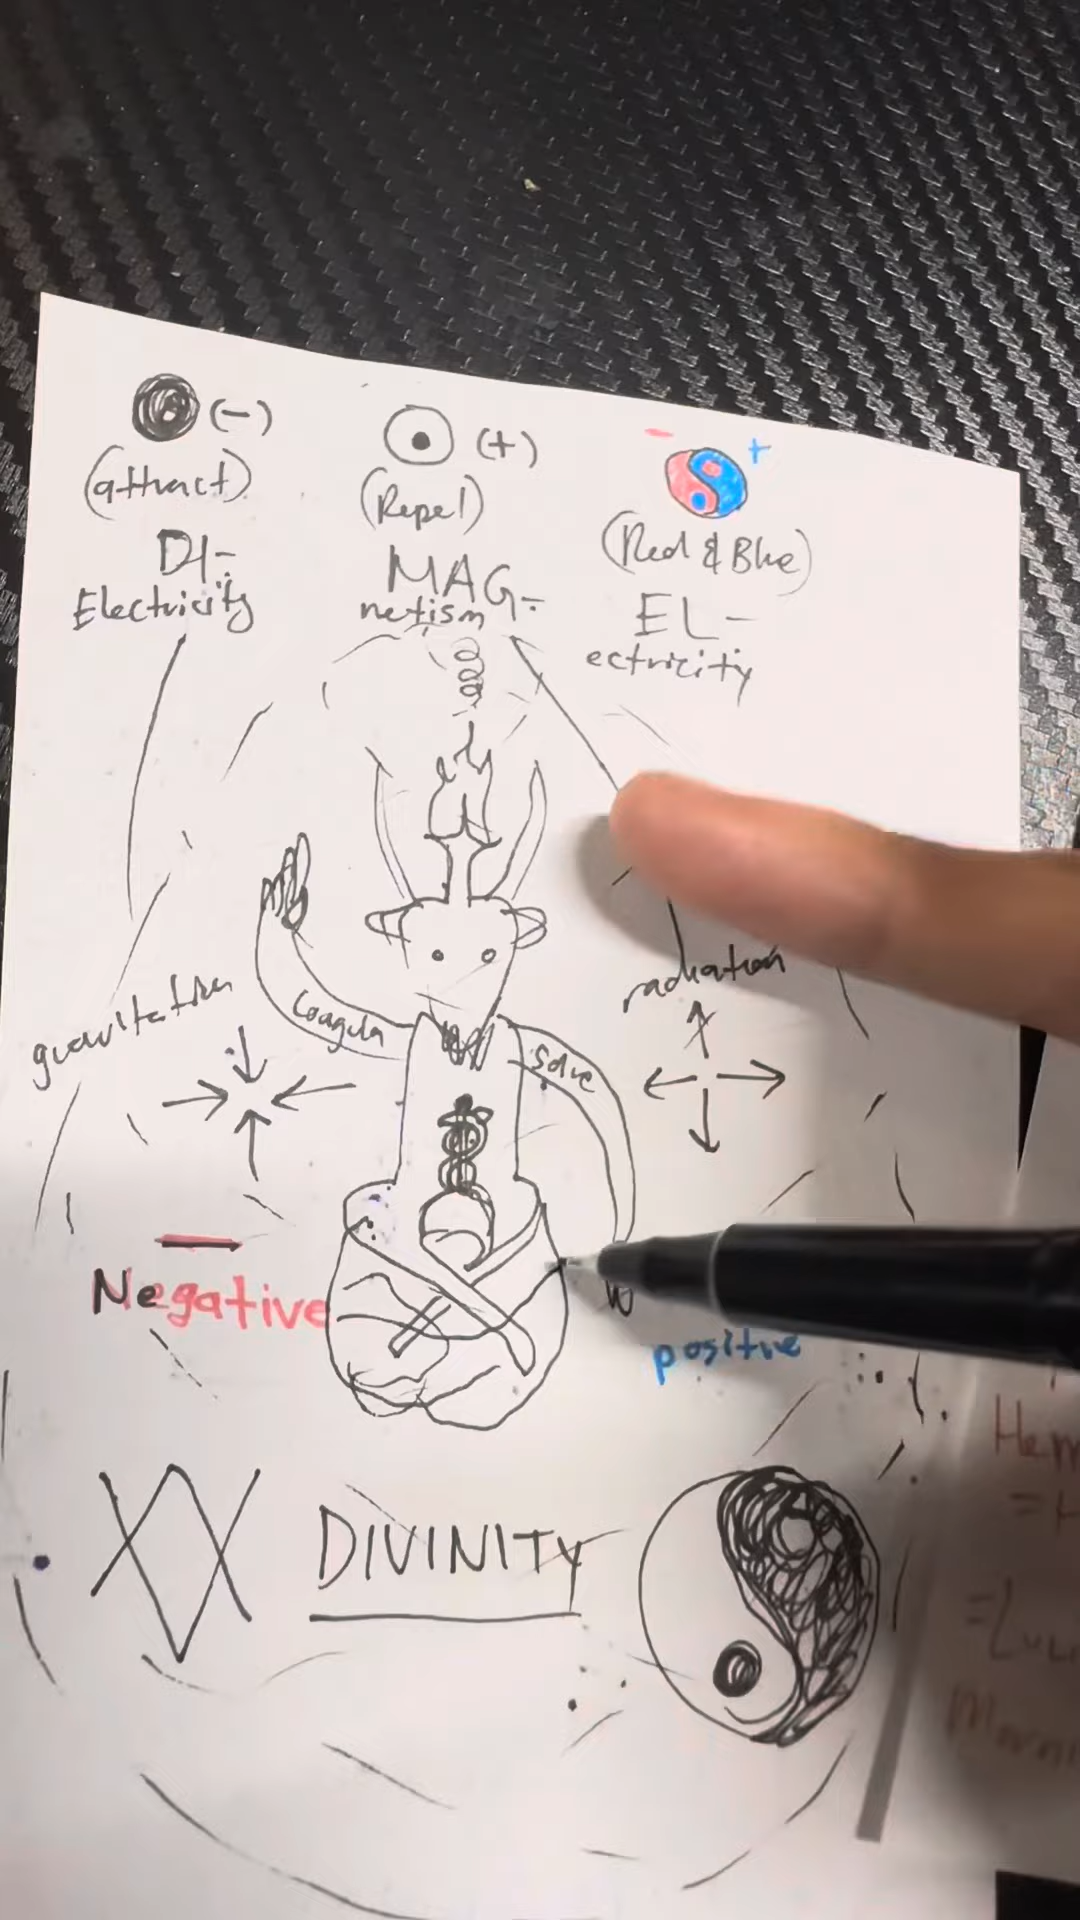 (-)
(attract)
DI-
Electricity
(+)
(Repel)
MAG-
netism
- +
(Red & Blue)
EL-
ectricity
gravitation
Coagula
Solve
radiation
Negative
positive
DIVINITY